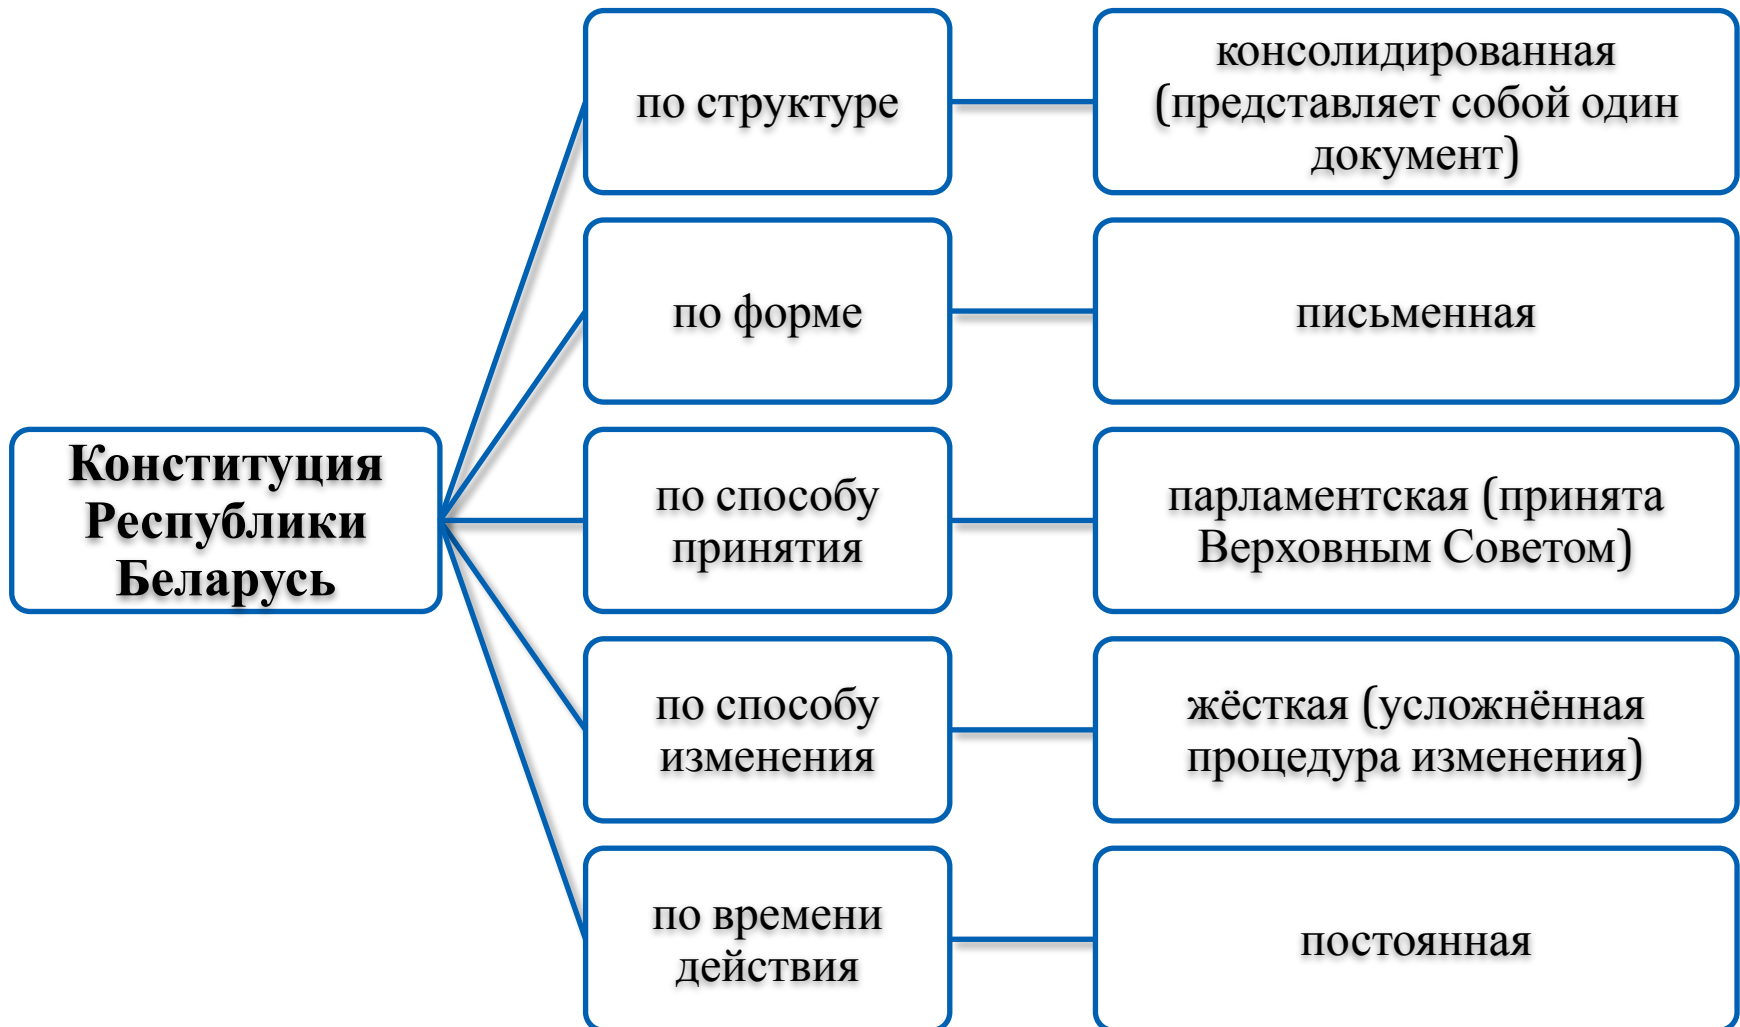 Конституция
Республики
Беларусь
по структуре
консолидированная
(представляет собой один
документ)
по форме
письменная
по способу
принятия
парламентская (принята
Верховным Советом)
по способу
изменения
жёсткая (усложнённая
процедура изменения)
по времени
действия
постоянная